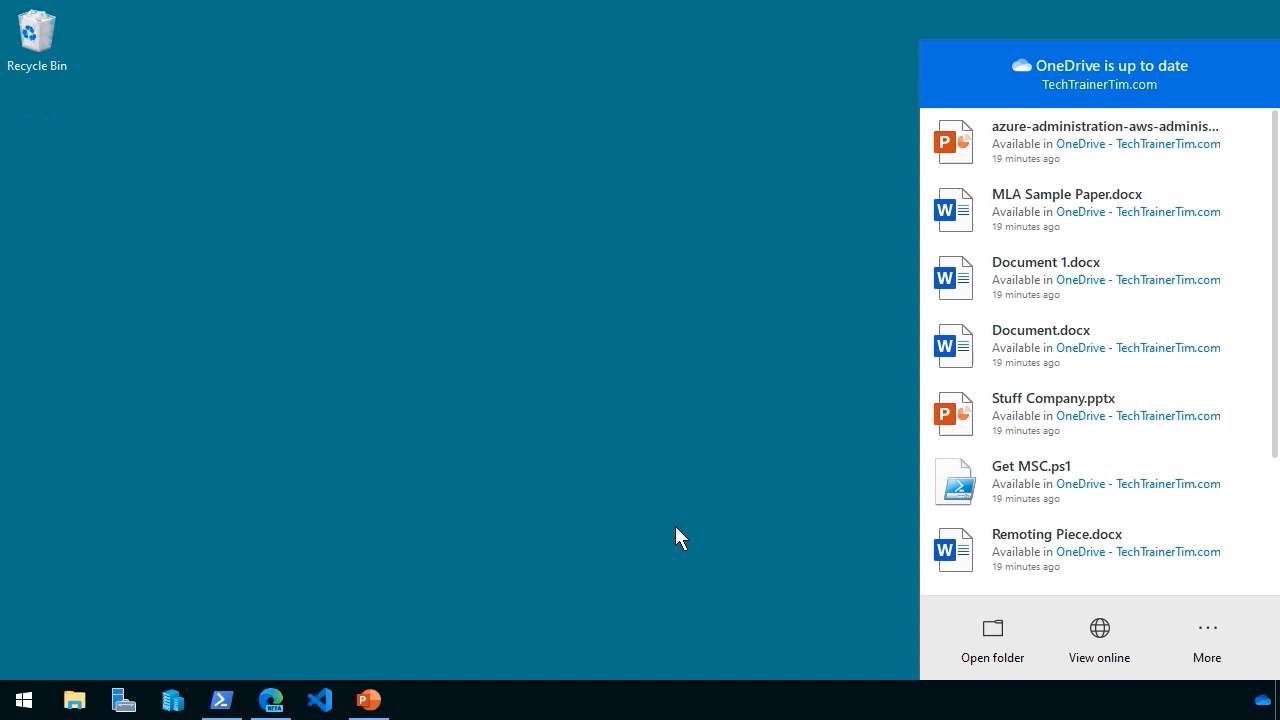 Recycle Bin
OneDrive is up to date
TechTrainerTim.com
azure-administration-aws-adminis...
Available in OneDrive - TechTrainerTim.com
19 minutes ago
MLA Sample Paper.docx
Available in OneDrive - TechTrainerTim.com
19 minutes ago
Document 1.docx
Available in OneDrive - TechTrainerTim.com
19 minutes ago
Document.docx
Available in OneDrive - TechTrainerTim.com
19 minutes ago
Stuff Company.pptx
Available in OneDrive - TechTrainerTim.com
19 minutes ago
Get MSC.ps1
Available in OneDrive - TechTrainerTim.com
19 minutes ago
Remoting Piece.docx
Available in OneDrive - TechTrainerTim.com
19 minutes ago
Open folder
View online
More